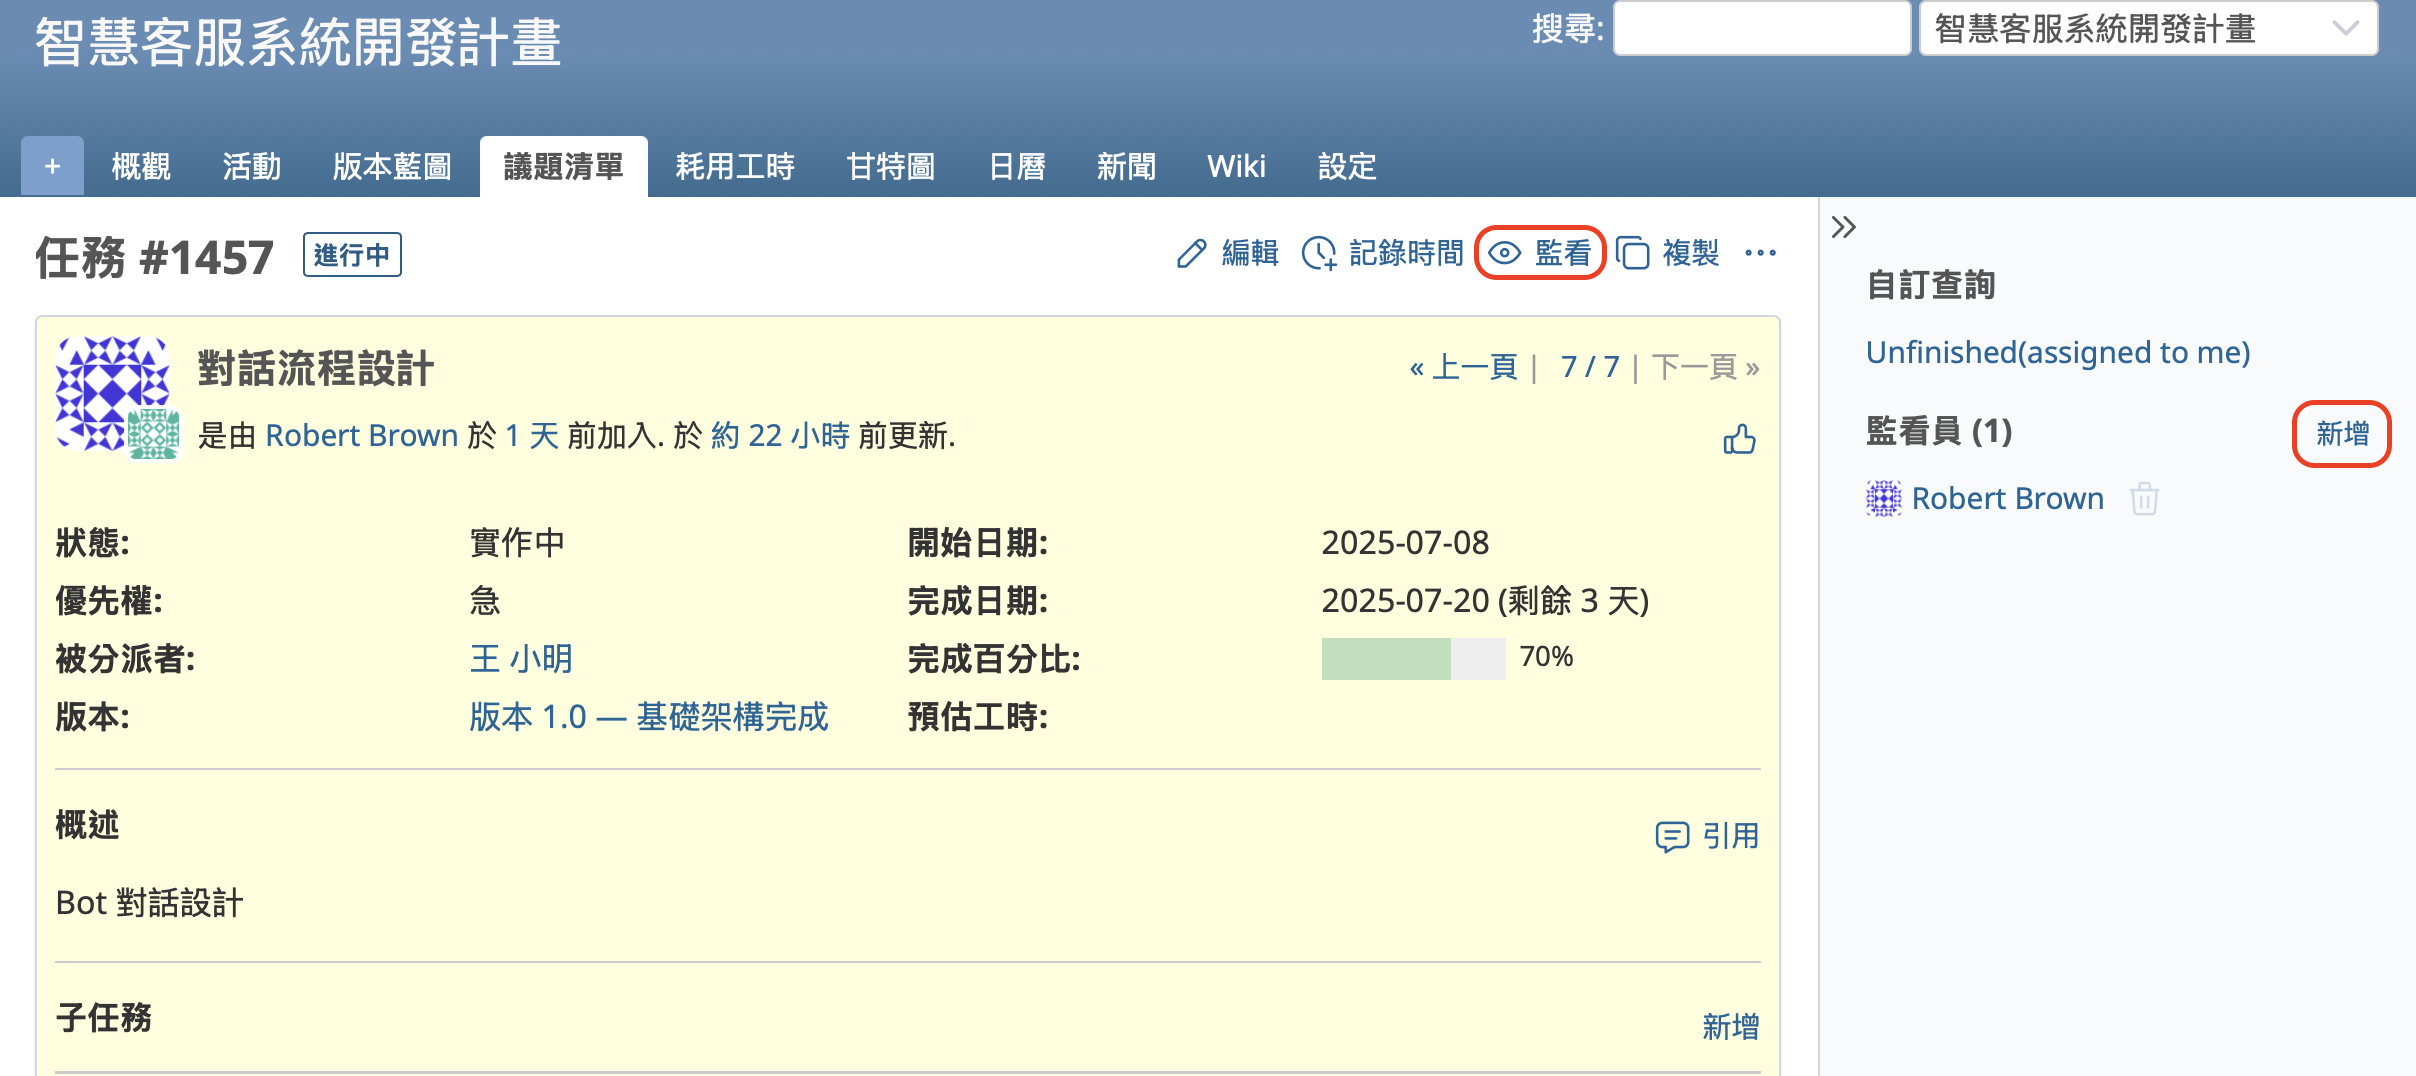 智慧客服系統開發計畫
搜尋: 智慧客服系統開發計畫
+ 概觀 活動 版本藍圖 議題清單 耗用工時 甘特圖 日曆 新聞 Wiki 設定
任務 #1457 進行中
編輯 記錄時間 監看 複製 ···
對話流程設計
« 上一頁 | 7 / 7 | 下一頁 »
是由 Robert Brown 於 1 天 前加入. 於 約 22 小時 前更新.
狀態: 實作中 開始日期: 2025-07-08
優先權: 急 完成日期: 2025-07-20 (剩餘 3 天)
被分派者: 王 小明 完成百分比: 70%
版本: 版本 1.0 — 基礎架構完成 預估工時:
概述
引用
Bot 對話設計
子任務
新增
自訂查詢
Unfinished(assigned to me)
監看員 (1) 新增
Robert Brown